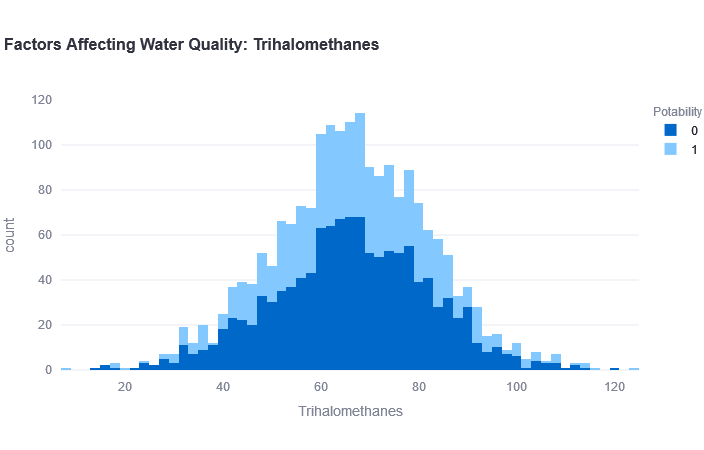 Factors Affecting Water Quality: Trihalomethanes
Potability
0
1
count
120
100
80
60
40
20
0
20 40 60 80 100 120
Trihalomethanes